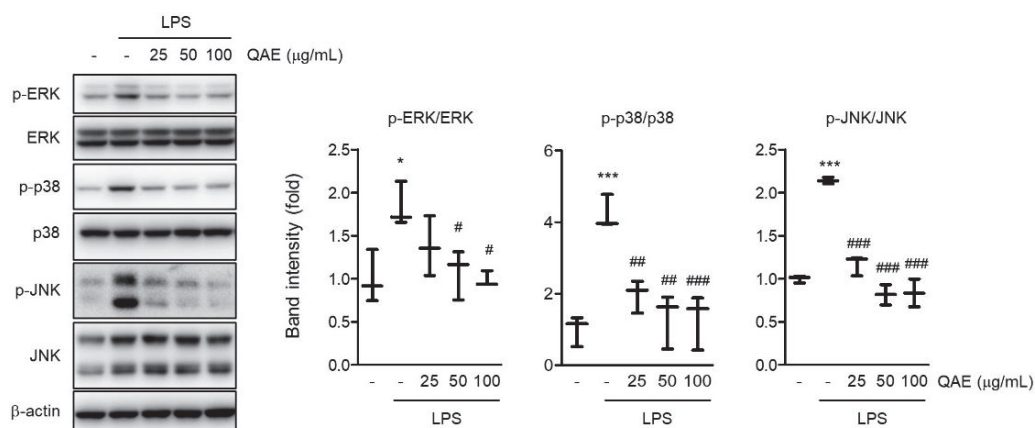 LPS
- - 25 50 100 QAE (μg/mL)
p-ERK
ERK
p-p38
p38
p-JNK
JNK
β-actin
p-ERK/ERK
Band intensity (fold)
2.5
2.0
1.5
1.0
0.5
0.0
*
#
#
- - 25 50 100
LPS
p-p38/p38
6
4
2
0
***
##
##
###
- - 25 50 100
LPS
p-JNK/JNK
2.5
2.0
1.5
1.0
0.5
0.0
***
###
###
###
- - 25 50 100 QAE (μg/mL)
LPS